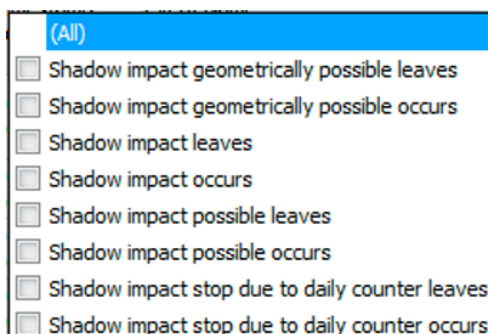 (All)
Shadow impact geometrically possible leaves
Shadow impact geometrically possible occurs
Shadow impact leaves
Shadow impact occurs
Shadow impact possible leaves
Shadow impact possible occurs
Shadow impact stop due to daily counter leaves
Shadow impact stop due to daily counter occurs